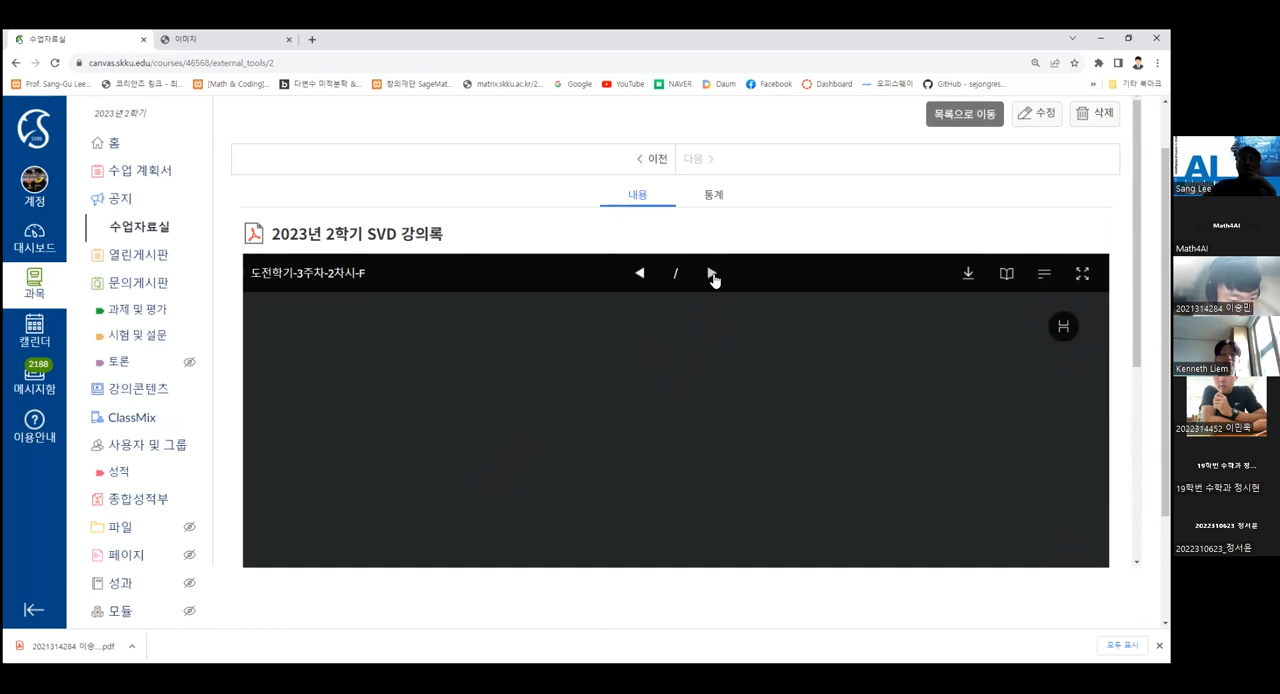 수업자료실
이미지
canvas.skku.edu/courses/46568/external_tools/2
Prof. Sang-Gu Lee...
코리안즈 링크 - 최...
[Math & Coding]...
다변수 미적분학 &...
창의재단 SageMat...
matrix.skku.ac.kr/2...
Google
YouTube
NAVER
Daum
Facebook
Dashboard
오피스웨이
GitHub - sejongres...
기타 북마크
2023년 2학기
목록으로 이동
수정
삭제
홈
수업 계획서
공지
수업자료실
열린게시판
문의게시판
과제 및 평가
시험 및 설문
토론
강의콘텐츠
ClassMix
사용자 및 그룹
성적
종합성적부
파일
페이지
성과
모듈
계정
대시보드
과목
캘린더
2188
메시지함
이용안내
이전
다음
내용
통계
2023년 2학기 SVD 강의록
도전학기-3주차-2차시-F
/
2021314284 이승....pdf
모두 표시
AI
Sang Lee
Math4AI
Math4AI
2021314284 이승민
Kenneth Liem
2022314452 이민욱
19학번 수학과 정...
19학번 수학과 정시현
2022310623 정서윤
2022310623_정서윤